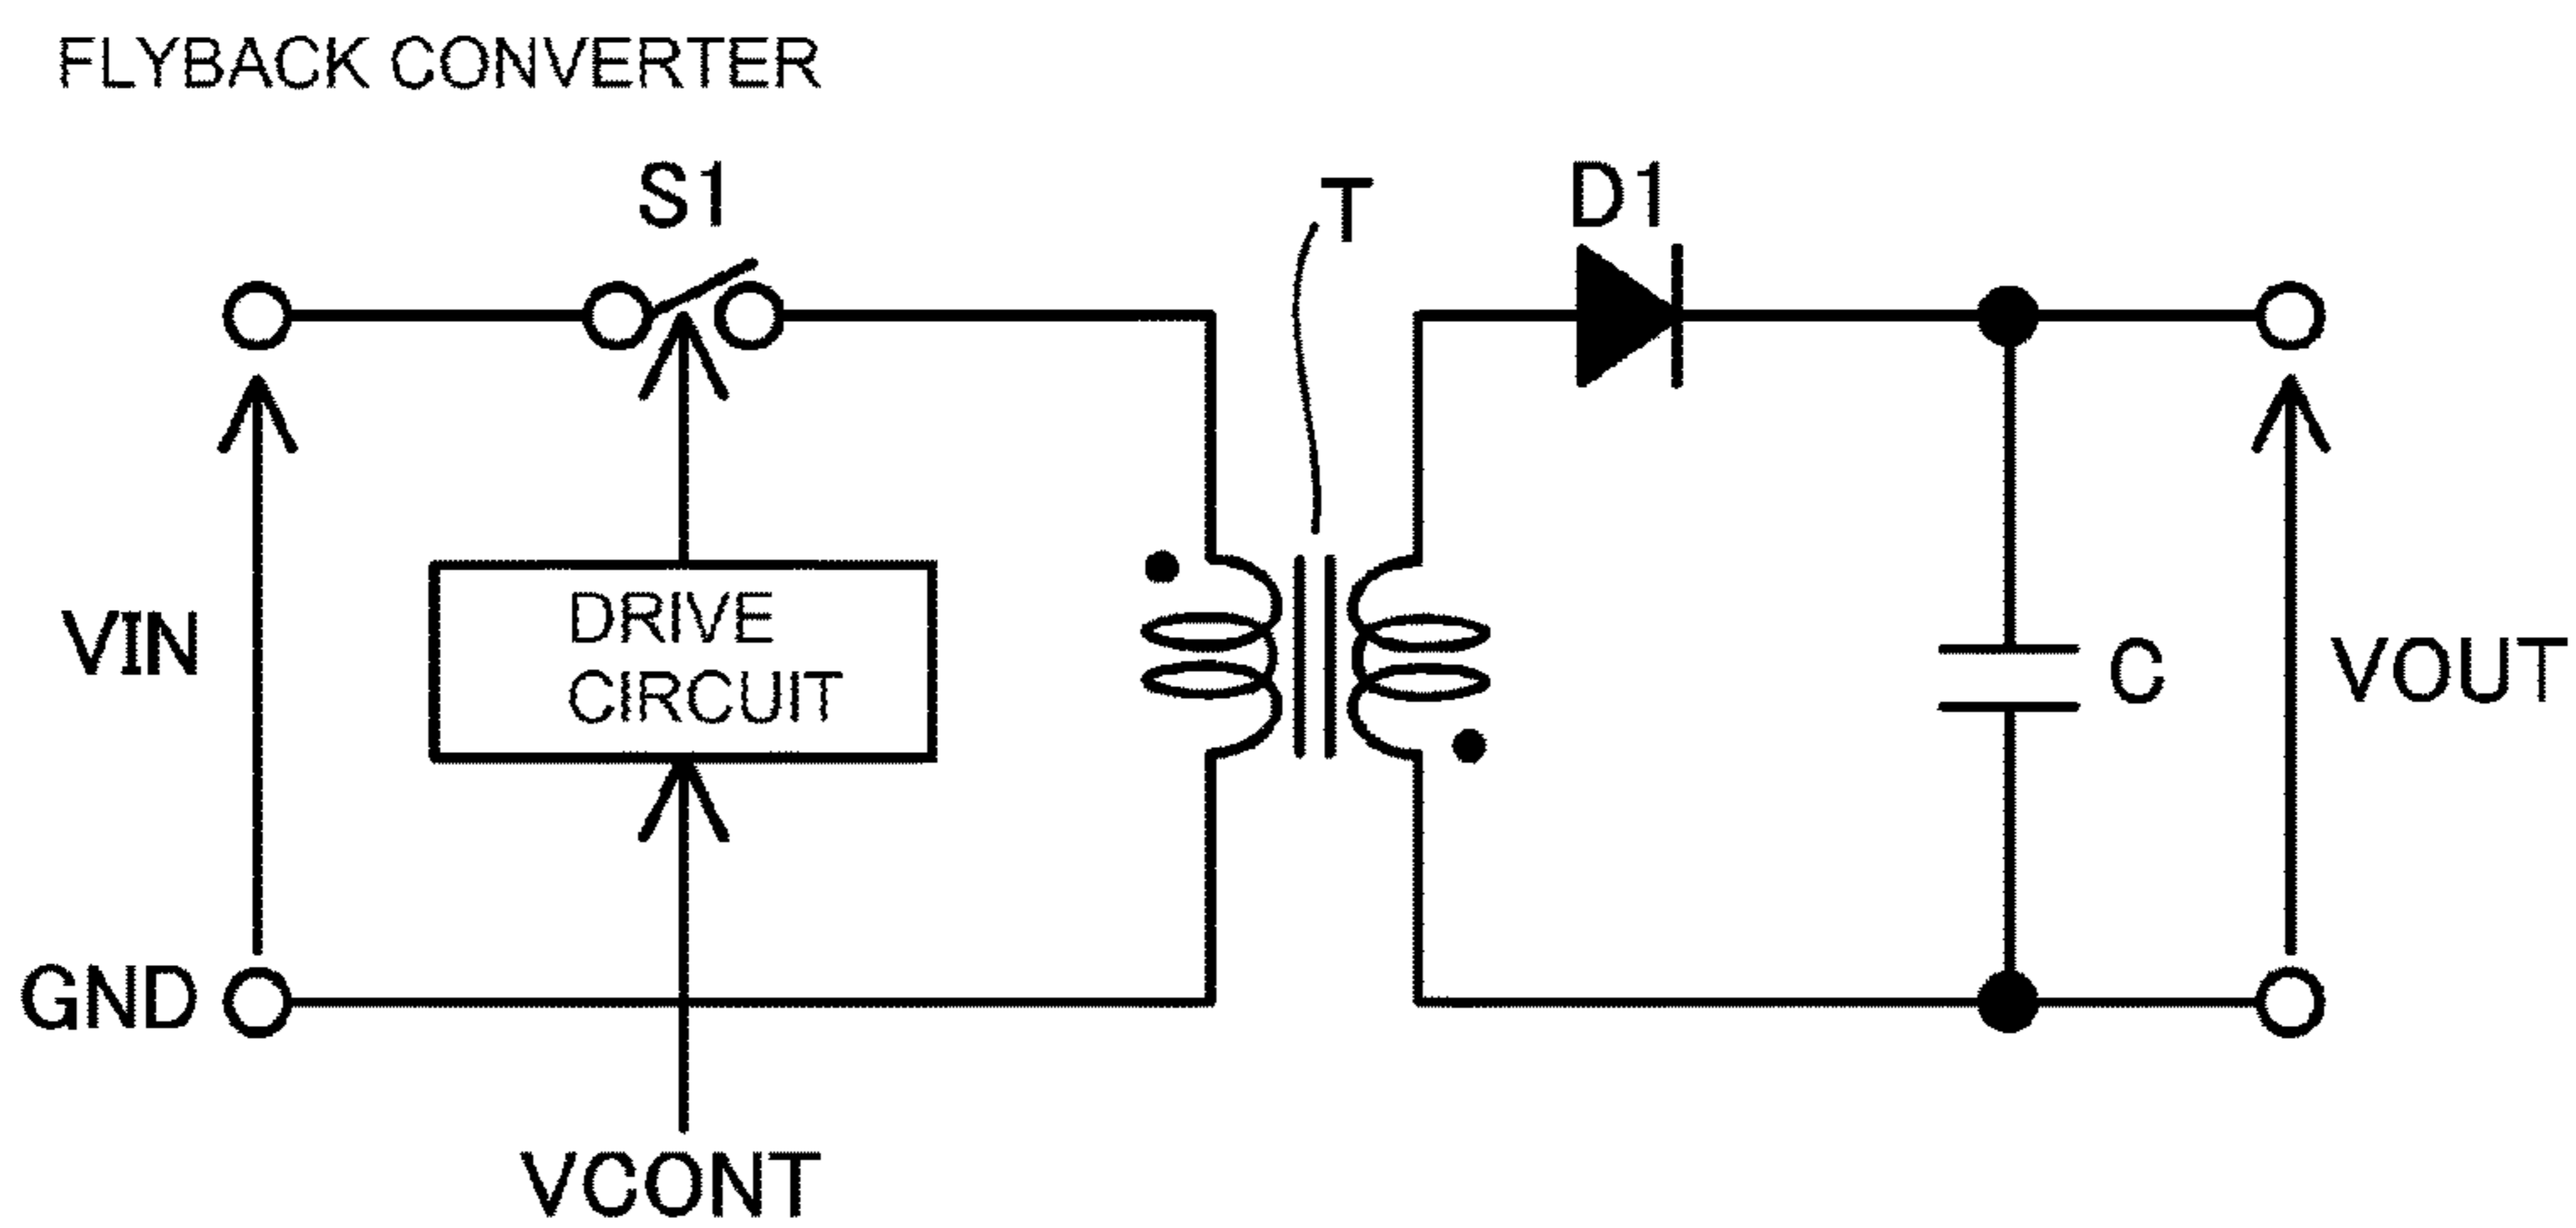 FLYBACK CONVERTER
S1
T
D1
VIN
DRIVE
CIRCUIT
C
VOUT
GND
VCONT